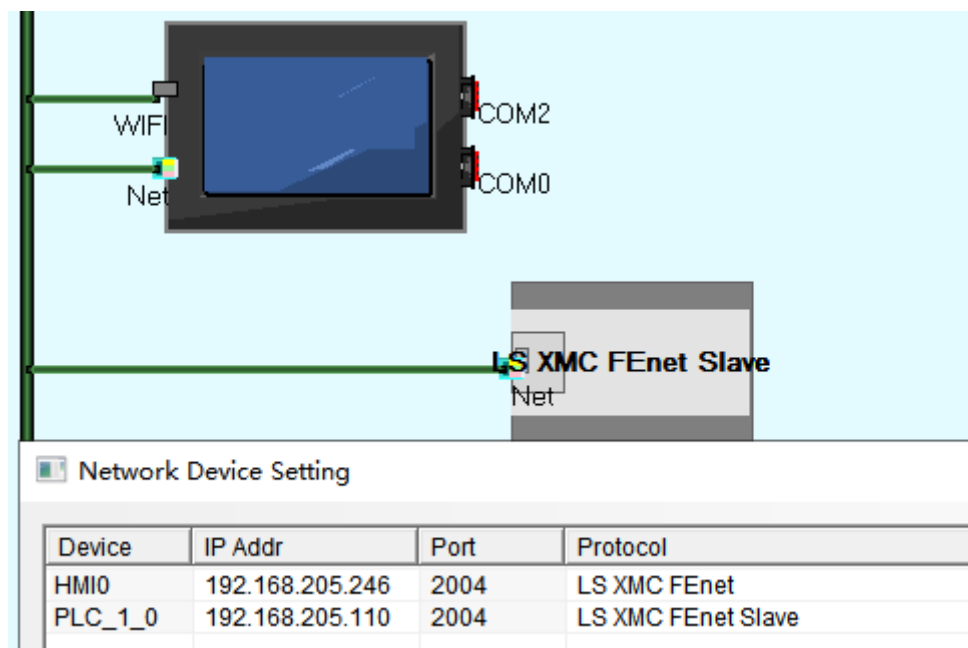 WIFI
COM2
Net
COM0
LS XMC FEnet Slave
Net
Network Device Setting
Device IP Addr Port Protocol
HMI0 192.168.205.246 2004 LS XMC FEnet
PLC_1_0 192.168.205.110 2004 LS XMC FEnet Slave